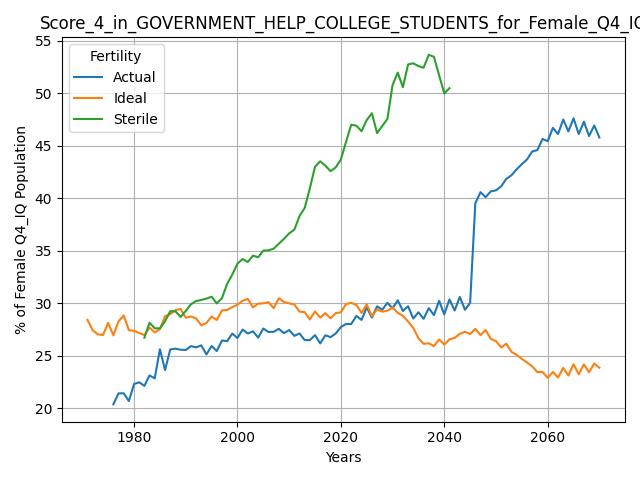 Score_4_in_GOVERNMENT_HELP_COLLEGE_STUDENTS_for_Female_Q4_IQ
Fertility
Actual
Ideal
Sterile
% of Female Q4_IQ Population
55
50
45
40
35
30
25
20
1980
2000
2020
2040
2060
Years